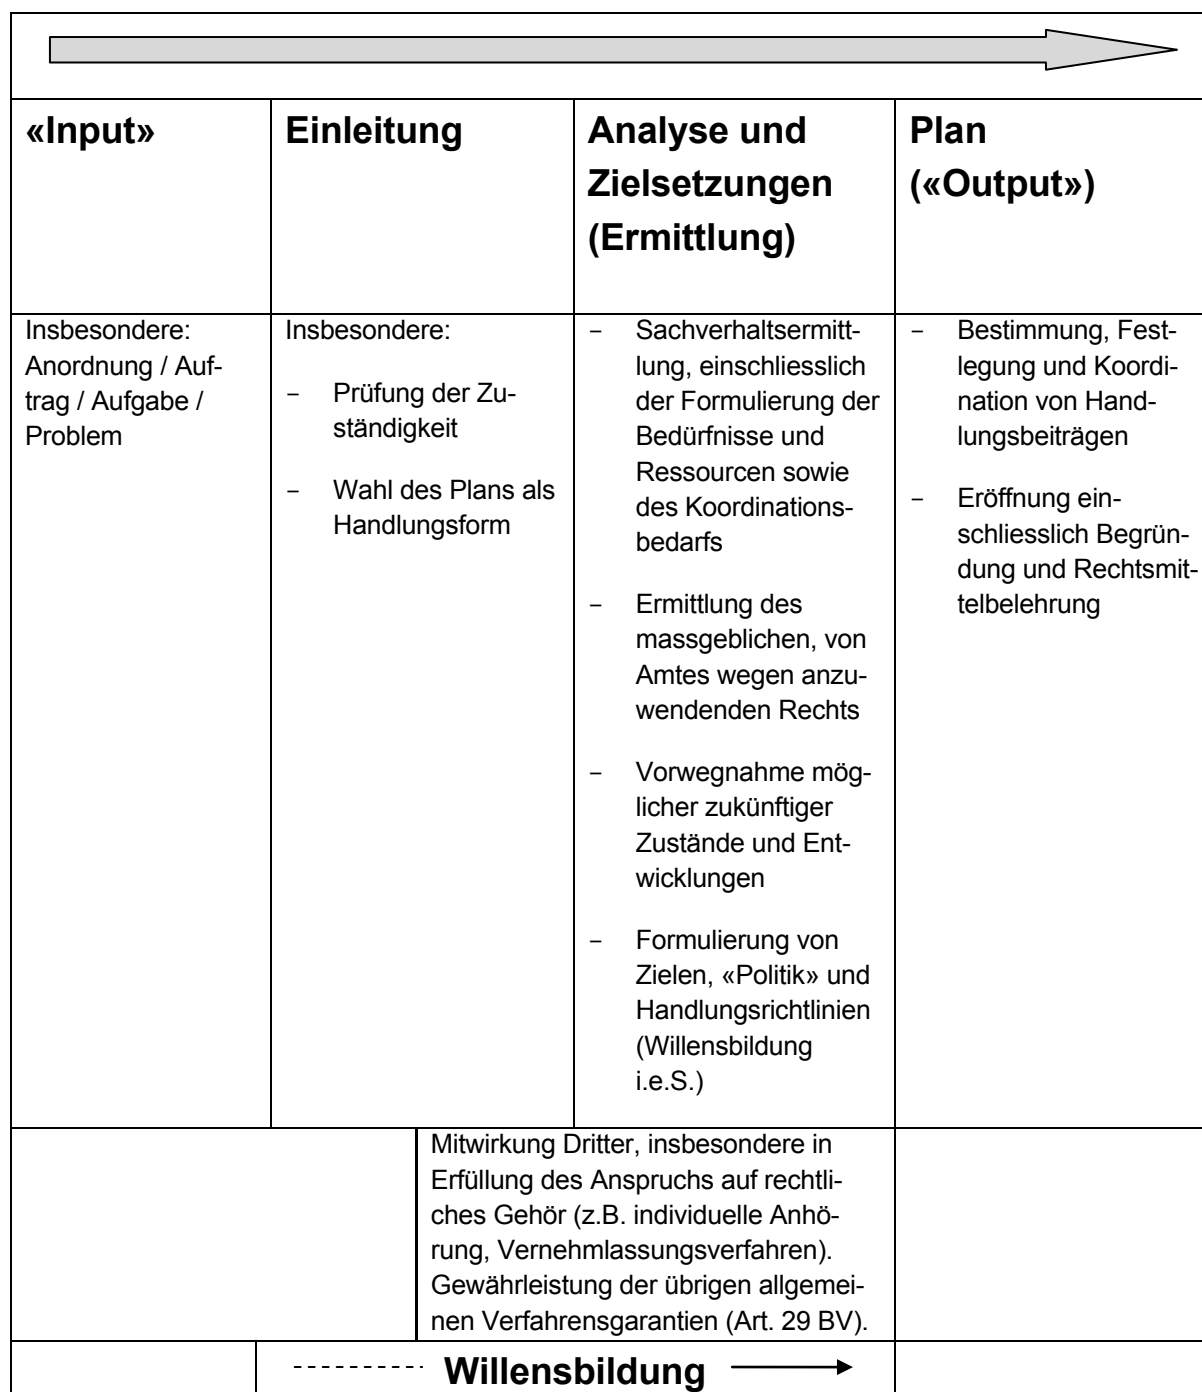 «Input»
Einleitung
Analyse und
Zielsetzungen
(Ermittlung)
Plan
(«Output»)
Insbesondere:
Anordnung / Auf-
trag / Aufgabe /
Problem
Insbesondere:
– Prüfung der Zu-
ständigkeit
– Wahl des Plans als
Handlungsform
– Sachverhaltsermitt-
lung, einschliesslich
der Formulierung der
Bedürfnisse und
Ressourcen sowie
des Koordinations-
bedarfs
– Ermittlung des
massgeblichen, von
Amtes wegen anzu-
wendenden Rechts
– Vorwegnahme mög-
licher zukünftiger
Zustände und Ent-
wicklungen
– Formulierung von
Zielen, «Politik» und
Handlungsrichtlinien
(Willensbildung
i.e.S.)
– Bestimmung, Fest-
legung und Koordi-
nation von Hand-
lungsbeiträgen
– Eröffnung ein-
schliesslich Begrün-
dung und Rechtsmit-
telbelehrung
Mitwirkung Dritter, insbesondere in
Erfüllung des Anspruchs auf rechtli-
ches Gehör (z.B. individuelle Anhö-
rung, Vernehmlassungsverfahren).
Gewährleistung der übrigen allgemei-
nen Verfahrensgarantien (Art. 29 BV).
Willensbildung